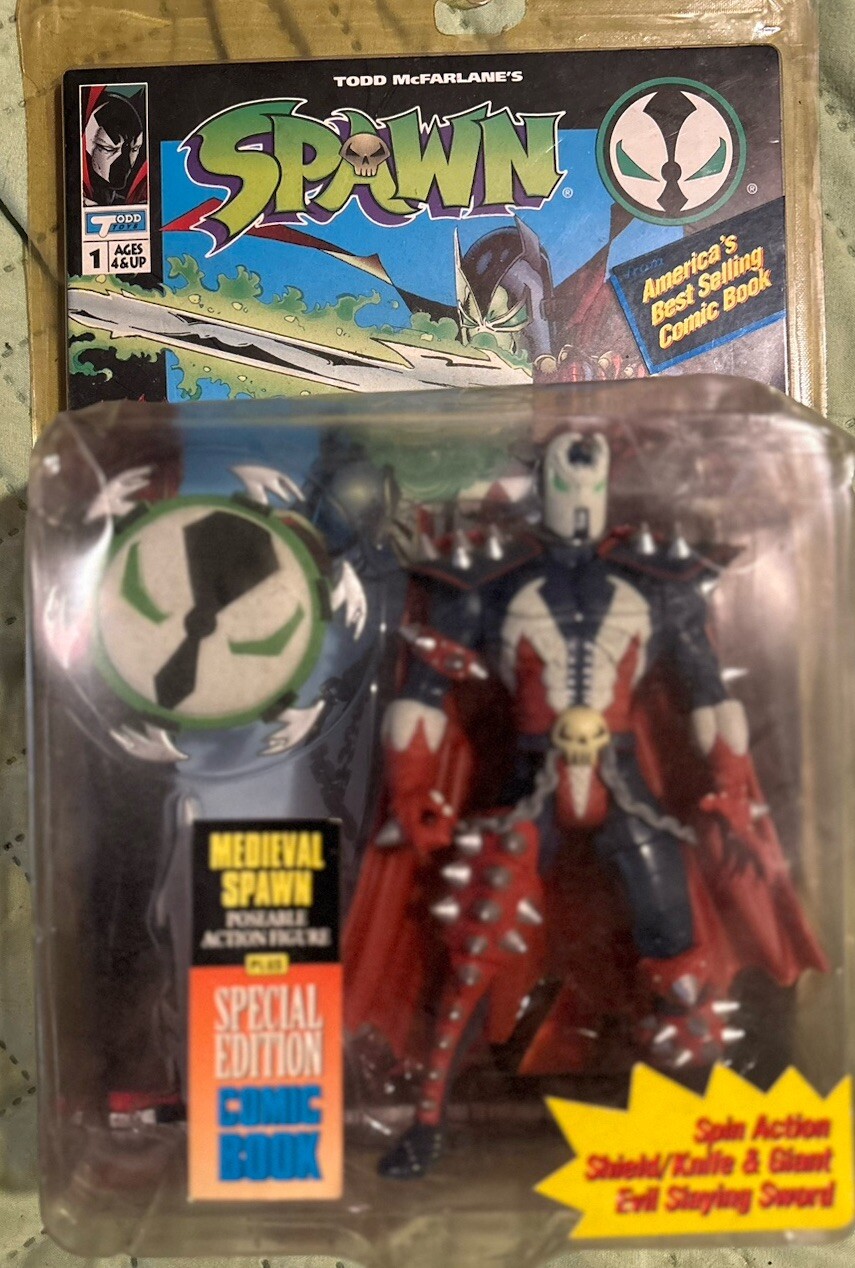 TODD McFARLANE'S
SPAWN®
®
TODD
TOYS
1
AGES
4 & UP
America's
Best Selling
Comic Book
MEDIEVAL
SPAWN
POSEABLE
ACTION FIGURE
PLUS
SPECIAL
EDITION
COMIC
BOOK
Spin Action
Shield/Knife & Giant
Evil Slaying Sword